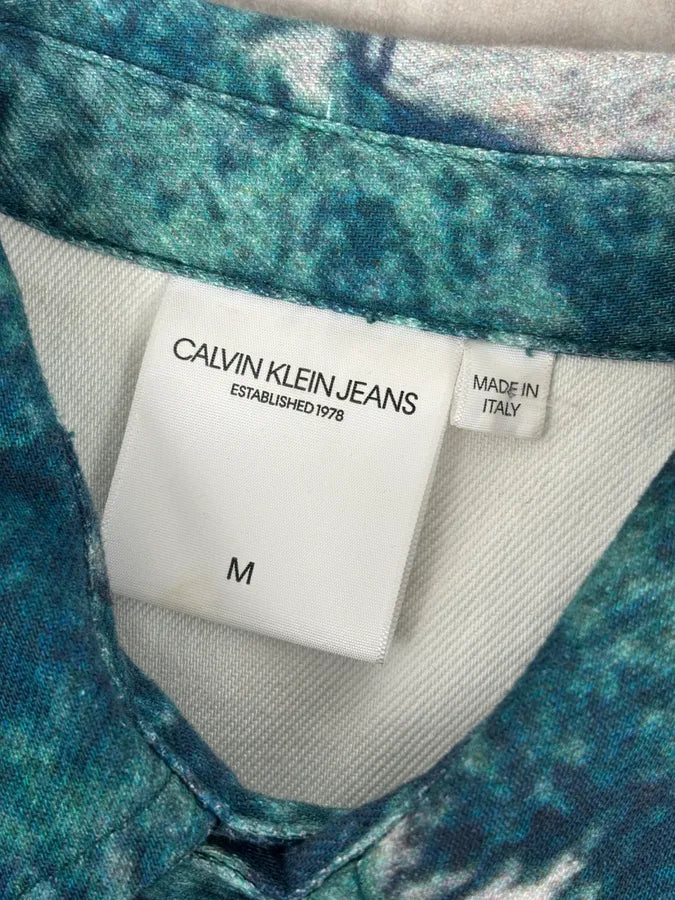 CALVIN KLEIN JEANS
ESTABLISHED 1978
M
MADE IN
ITALY